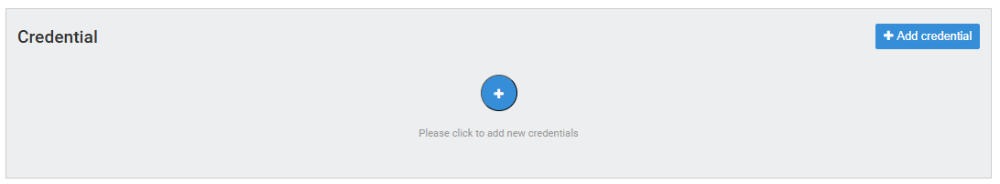 Credential
Add credential
Please click to add new credentials